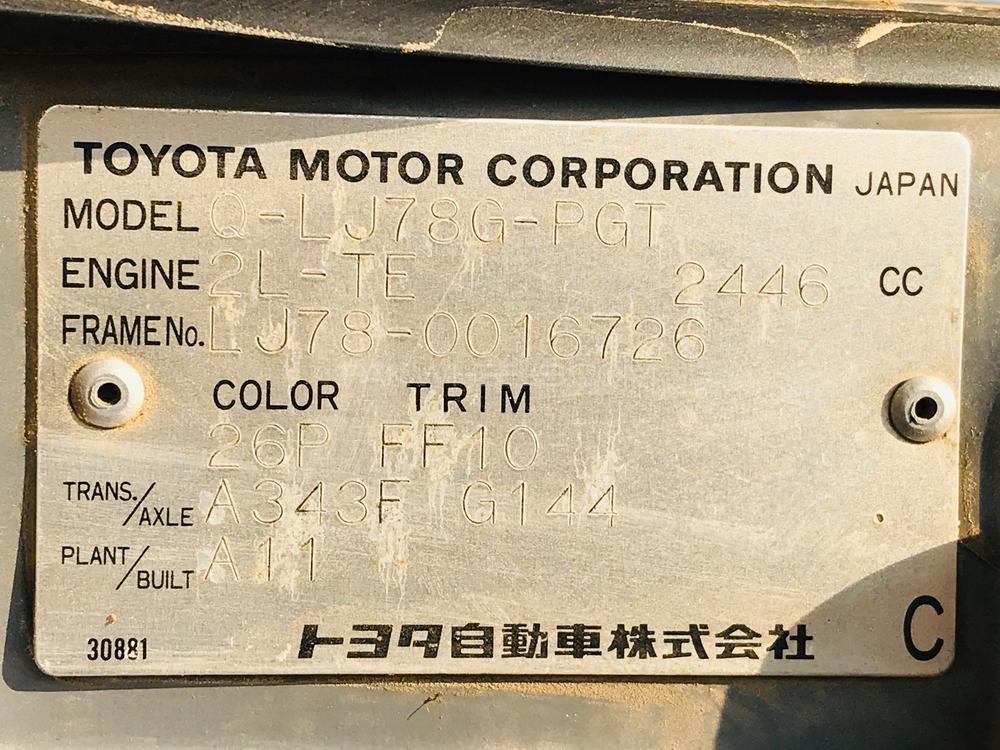 TOYOTA MOTOR CORPORATION JAPAN
MODEL Q-LJ78G-PGT
ENGINE 2L-TE 2446 CC
FRAME No. LJ78-0016726
COLOR TRIM
26P FF10
TRANS./AXLE A343F G144
PLANT/BUILT A11
30881 トヨタ自動車株式会社 C